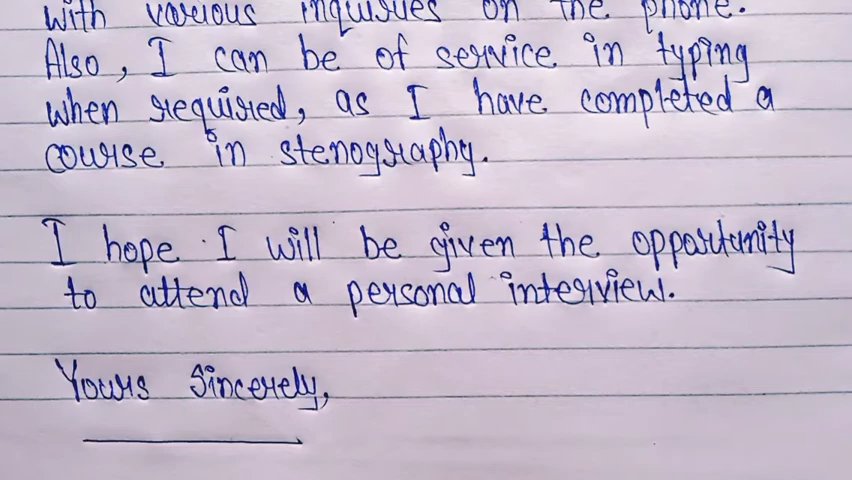 with various inquiries on the phone.
Also, I can be of service in typing
when required, as I have completed a
course in stenography.
I hope I will be given the opportunity
to attend a personal interview.
Yours Sincerely,